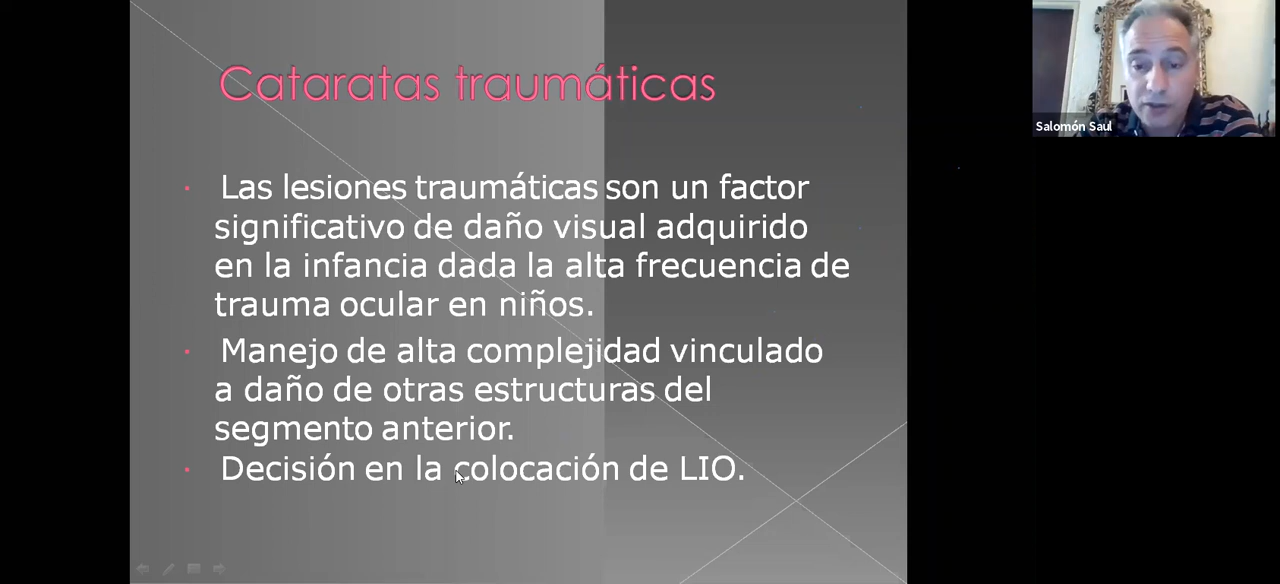 Cataratas traumáticas
Las lesiones traumáticas son un factor
significativo de daño visual adquirido
en la infancia dada la alta frecuencia de
trauma ocular en niños.
Manejo de alta complejidad vinculado
a daño de otras estructuras del
segmento anterior.
Decisión en la colocación de LIO.
Salomón Saul